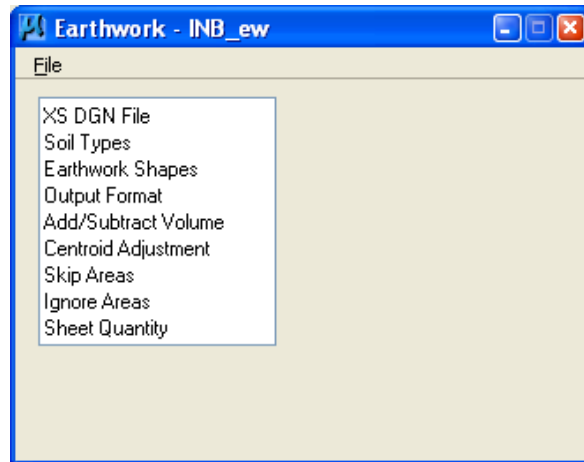 Earthwork - INB_ew
File
XS DGN File
Soil Types
Earthwork Shapes
Output Format
Add/Subtract Volume
Centroid Adjustment
Skip Areas
Ignore Areas
Sheet Quantity